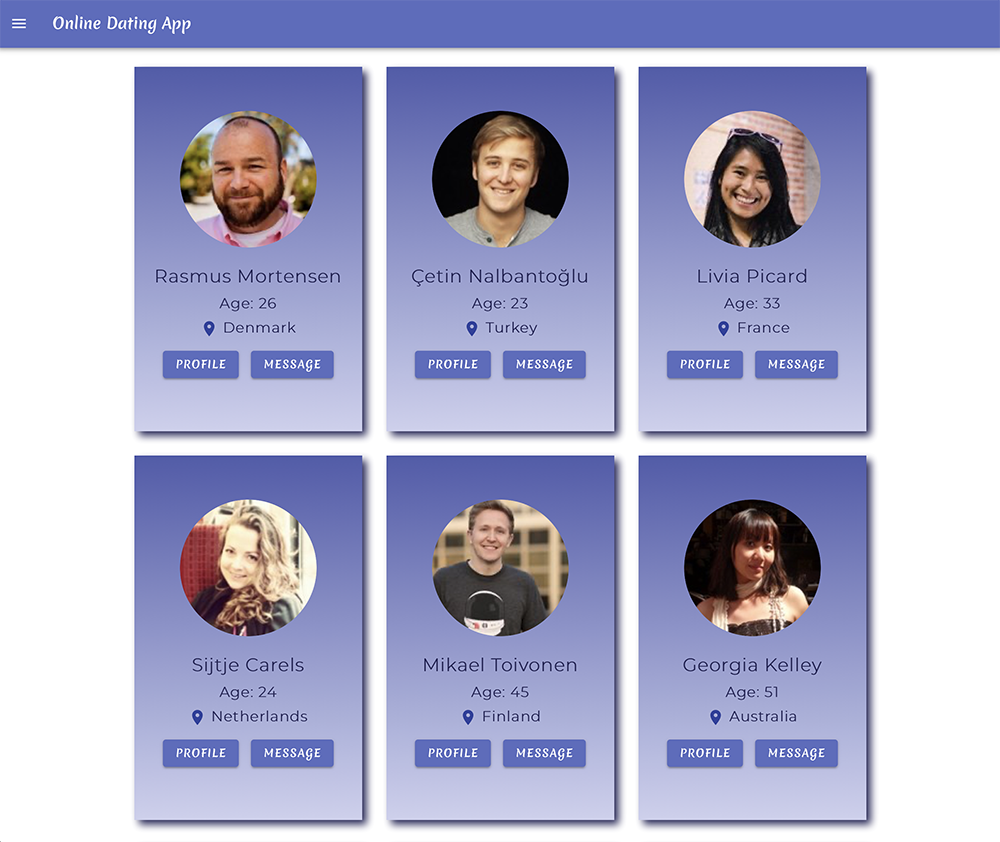 Online Dating App
Rasmus Mortensen
Age: 26
Denmark
PROFILE MESSAGE
Çetin Nalbantoğlu
Age: 23
Turkey
PROFILE MESSAGE
Livia Picard
Age: 33
France
PROFILE MESSAGE
Sijtje Carels
Age: 24
Netherlands
PROFILE MESSAGE
Mikael Toivonen
Age: 45
Finland
PROFILE MESSAGE
Georgia Kelley
Age: 51
Australia
PROFILE MESSAGE